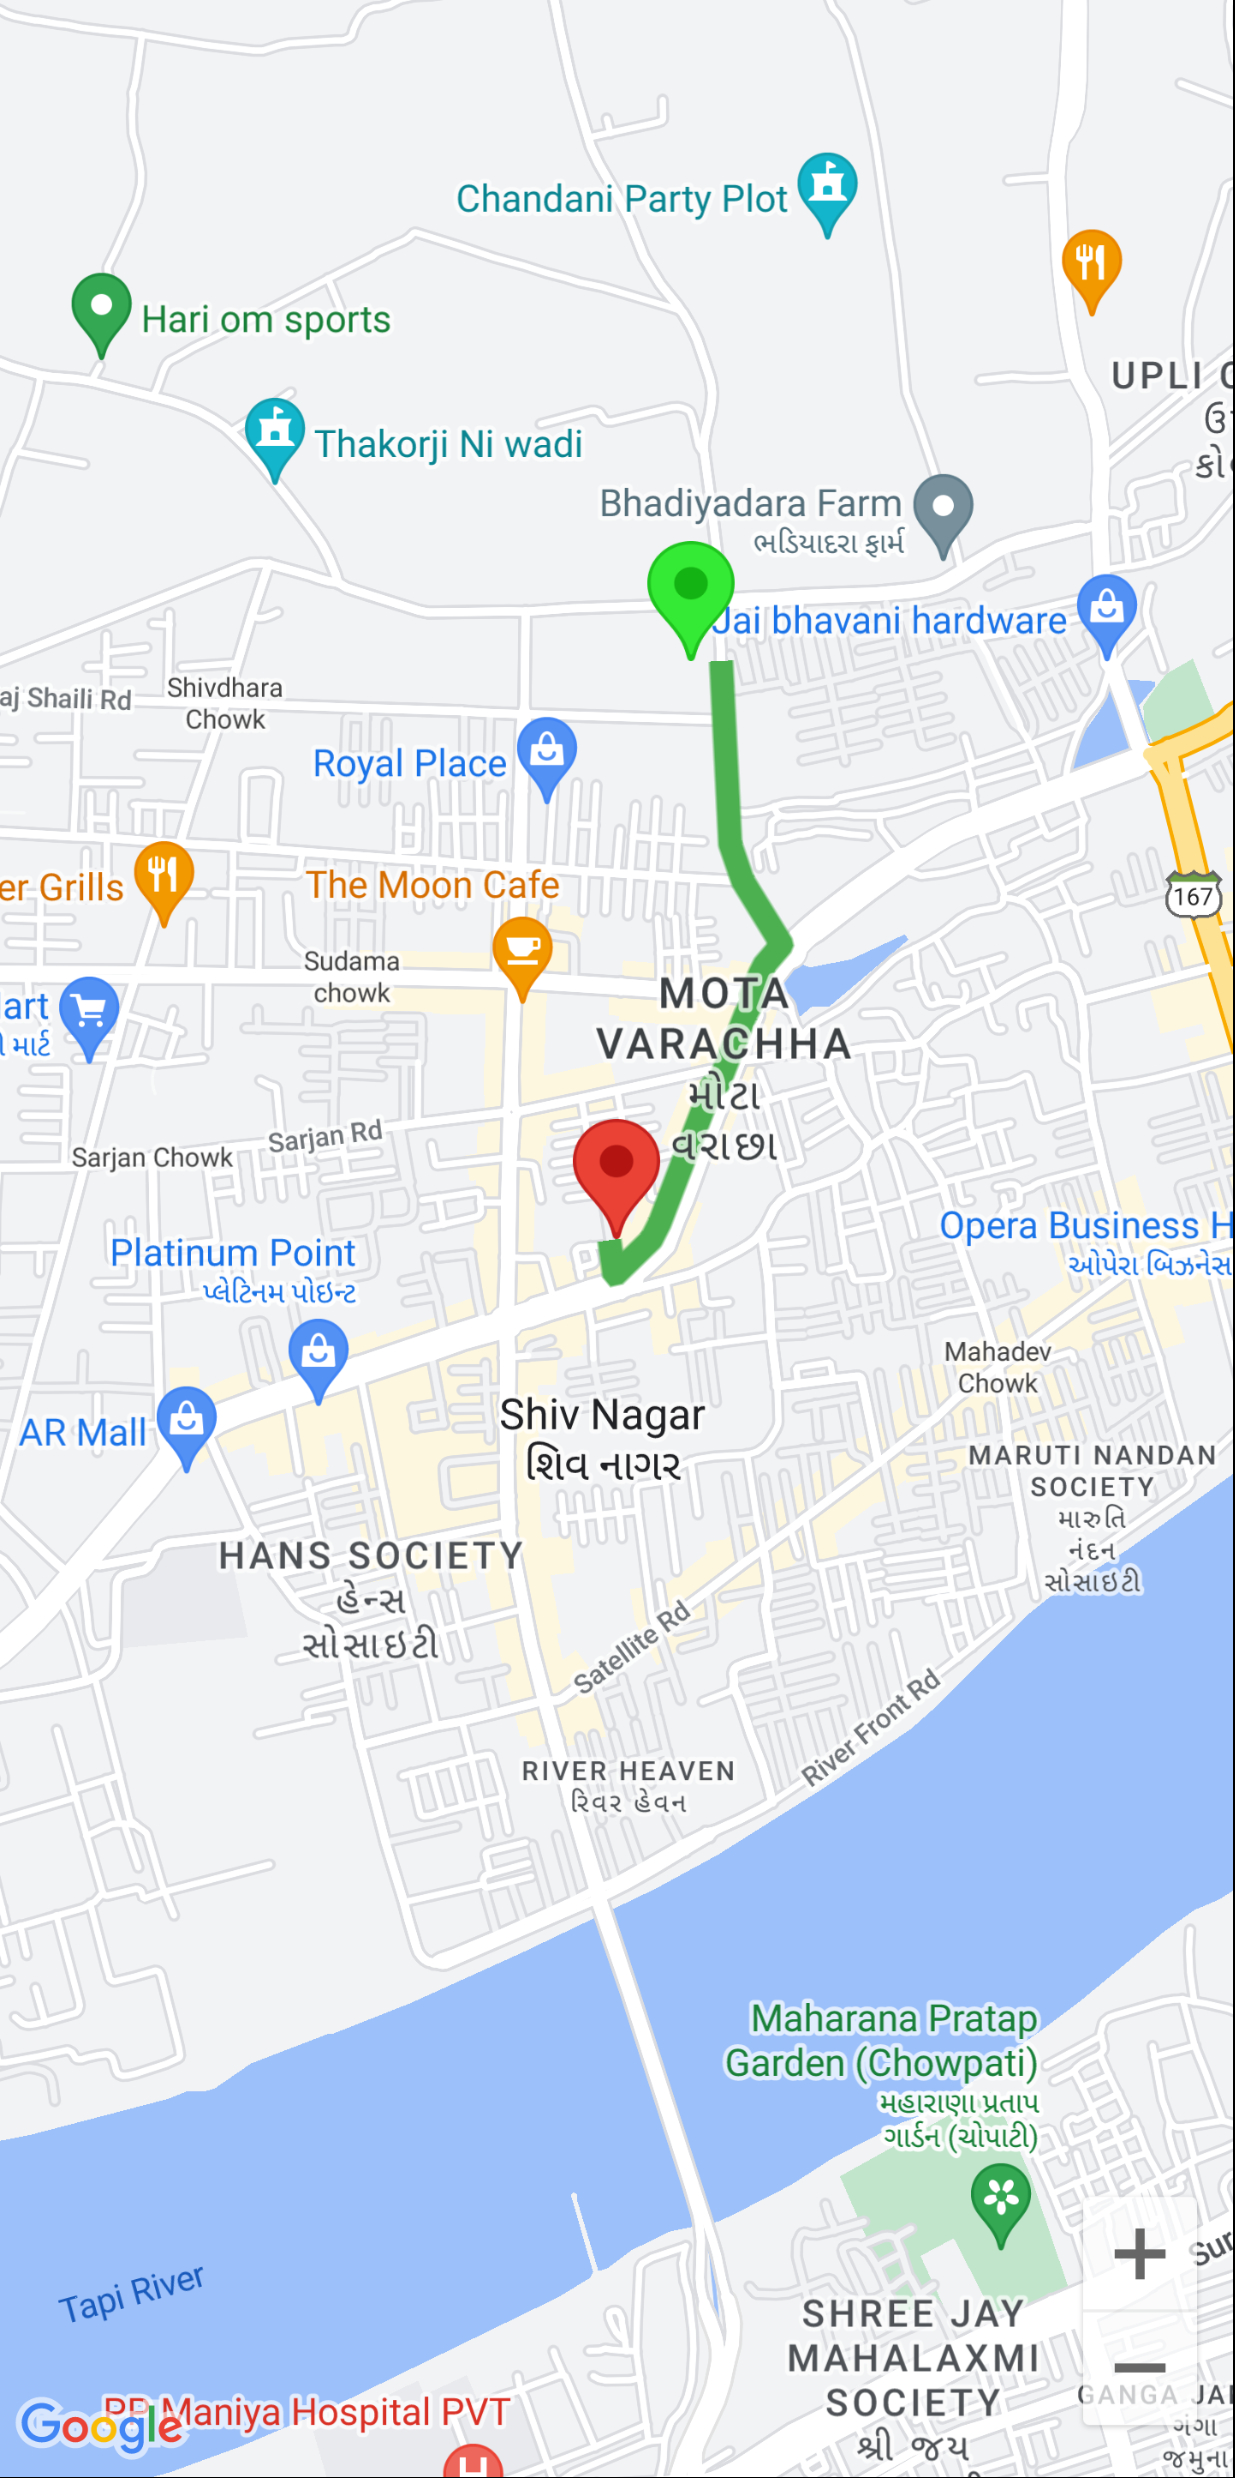 Chandani Party Plot
Hari om sports
UPLI
Thakorji Ni wadi
Bhadiyadara Farm
ભડિયાદરા ફાર્મ
Jai bhavani hardware
aj Shaili Rd
Shivdhara
Chowk
Royal Place
er Grills
The Moon Cafe
167
Sudama
chowk
art
માર્ટ
MOTA
VARACHHA
મોટા
વરાછા
Sarjan Rd
Sarjan Chowk
Opera Business H
ઓપેરા બિઝનેસ
Platinum Point
પ્લેટિનમ પોઇન્ટ
Mahadev
Chowk
AR Mall
Shiv Nagar
શિવ નાગર
MARUTI NANDAN
SOCIETY
મારુતિ
નંદન
સોસાઇટી
HANS SOCIETY
હેન્સ
સોસાઇટી
Satellite Rd
River Front Rd
RIVER HEAVEN
રિવર હેવન
Maharana Pratap
Garden (Chowpati)
મહારાણા પ્રતાપ
ગાર્ડન (ચોપાટી)
Sur
Tapi River
SHREE JAY
MAHALAXMI
SOCIETY
શ્રી જય
GANGA JA
ગંગા
જમુના
PP Maniya Hospital PVT
Google